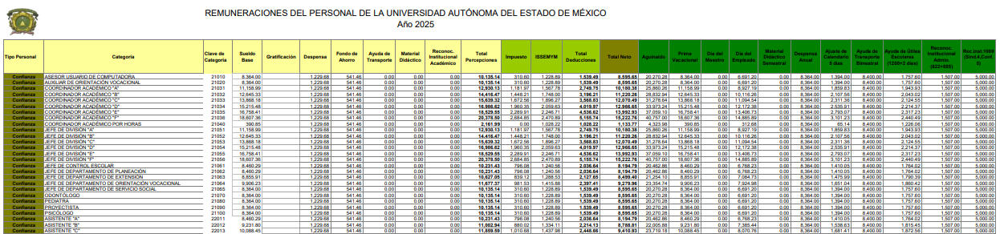 REMUNERACIONES DEL PERSONAL DE LA UNIVERSIDAD AUTÓNOMA DEL ESTADO DE MÉXICO
Año 2025
Tipo Personal Categoría Clave de Categoría Sueldo Base Gratificación Despensa Fondo de Ahorro Ayuda de Transporte Material Didáctico Reconoc. Institucional Académico Total Percepciones Impuesto ISSEMYM Total Deducciones Total Neto Aguinaldo Prima Vacacional Día del Maestro Día del Empleado Material Didáctico Semestral Despensa Anual Ajuste de Calendario 5 días Ayuda de Transporte Bimestral Ayuda de Útiles Escolares (1200+2 días) Reconoc. Institucional Admin.
Confianza ASESOR USUARIO DE COMPUTADORA 21010 8,364.00 1,229.68 541.46 0.00 0.00 0.00 10,135.14 310.60 1,228.89 1,539.49 8,595.65 20,270.28 8,364.00 0.00 6,691.20 0.00 0.00 1,394.00 8,400.00 1,757.60 1,507.00 5,000.00
Confianza AUXILIAR DE ORIENTACIÓN VOCACIONAL 21020 8,364.00 1,229.68 541.46 0.00 0.00 0.00 10,135.14 310.60 1,228.89 1,539.49 8,595.65 20,270.28 8,364.00 0.00 6,691.20 0.00 0.00 1,394.00 8,400.00 1,757.60 1,507.00 5,000.00
Confianza COORDINADOR ACADÉMICO "A" 21031 11,158.99 1,229.68 541.46 0.00 0.00 0.00 12,930.13 1,181.97 1,567.78 2,749.75 10,180.38 25,860.26 11,158.99 0.00 8,927.19 0.00 0.00 1,859.83 8,400.00 1,943.93 1,507.00 5,000.00
Confianza COORDINADOR ACADÉMICO "B" 21032 12,645.33 1,229.68 541.46 0.00 0.00 0.00 14,416.47 1,448.21 1,748.00 3,196.21 11,220.26 28,832.94 12,645.33 0.00 10,116.26 0.00 0.00 2,107.56 8,400.00 2,043.02 1,507.00 5,000.00
Confianza COORDINADOR ACADÉMICO "C" 21033 13,868.18 1,229.68 541.46 0.00 0.00 0.00 15,639.32 1,672.56 1,896.27 3,568.83 12,070.49 31,278.64 13,868.18 0.00 11,094.54 0.00 0.00 2,311.36 8,400.00 2,124.55 1,507.00 5,000.00
Confianza COORDINADOR ACADÉMICO "D" 21034 15,215.48 1,229.68 541.46 0.00 0.00 0.00 16,986.62 1,960.35 2,059.63 4,019.97 12,966.65 33,973.24 15,215.48 0.00 12,172.38 0.00 0.00 2,535.91 8,400.00 2,214.37 1,507.00 5,000.00
Confianza COORDINADOR ACADÉMICO "E" 21035 16,758.41 1,229.68 541.46 0.00 0.00 0.00 18,529.55 2,289.91 2,246.71 4,536.62 13,992.93 37,059.10 16,758.41 0.00 13,406.73 0.00 0.00 2,793.07 8,400.00 2,317.23 1,507.00 5,000.00
Confianza COORDINADOR ACADÉMICO "F" 21036 18,607.36 1,229.68 541.46 0.00 0.00 0.00 20,378.50 2,684.85 2,470.89 5,155.74 15,222.76 40,757.00 18,607.36 0.00 14,885.89 0.00 0.00 3,101.23 8,400.00 2,440.49 1,507.00 5,000.00
Confianza COORDINADOR ACADÉMICO POR HORAS 21040 390.85 1,229.68 541.46 0.00 0.00 0.00 2,161.99 0.00 1,028.22 1,028.22 1,133.77 4,323.98 390.85 0.00 312.68 0.00 0.00 65.14 8,400.00 1,226.06 1,507.00 5,000.00
Confianza JEFE DE DIVISIÓN "A" 21051 11,158.99 1,229.68 541.46 0.00 0.00 0.00 12,930.13 1,181.97 1,567.78 2,749.75 10,180.38 25,860.26 11,158.99 0.00 8,927.19 0.00 0.00 1,859.83 8,400.00 1,943.93 1,507.00 5,000.00
Confianza JEFE DE DIVISIÓN "B" 21052 12,645.33 1,229.68 541.46 0.00 0.00 0.00 14,416.47 1,448.21 1,748.00 3,196.21 11,220.26 28,832.94 12,645.33 0.00 10,116.26 0.00 0.00 2,107.56 8,400.00 2,043.02 1,507.00 5,000.00
Confianza JEFE DE DIVISIÓN "C" 21053 13,868.18 1,229.68 541.46 0.00 0.00 0.00 15,639.32 1,672.56 1,896.27 3,568.83 12,070.49 31,278.64 13,868.18 0.00 11,094.54 0.00 0.00 2,311.36 8,400.00 2,124.55 1,507.00 5,000.00
Confianza JEFE DE DIVISIÓN "D" 21054 15,215.48 1,229.68 541.46 0.00 0.00 0.00 16,986.62 1,960.35 2,059.63 4,019.97 12,966.65 33,973.24 15,215.48 0.00 12,172.38 0.00 0.00 2,535.91 8,400.00 2,214.37 1,507.00 5,000.00
Confianza JEFE DE DIVISIÓN "E" 21055 16,758.41 1,229.68 541.46 0.00 0.00 0.00 18,529.55 2,289.91 2,246.71 4,536.62 13,992.93 37,059.10 16,758.41 0.00 13,406.73 0.00 0.00 2,793.07 8,400.00 2,317.23 1,507.00 5,000.00
Confianza JEFE DE DIVISIÓN "F" 21056 18,607.36 1,229.68 541.46 0.00 0.00 0.00 20,378.50 2,684.85 2,470.89 5,155.74 15,222.76 40,757.00 18,607.36 0.00 14,885.89 0.00 0.00 3,101.23 8,400.00 2,440.49 1,507.00 5,000.00
Confianza JEFE DE CONTROL ESCOLAR 21061 8,460.29 1,229.68 541.46 0.00 0.00 0.00 10,231.43 796.08 1,240.56 2,036.64 8,194.79 20,462.86 8,460.29 0.00 6,768.23 0.00 0.00 1,410.05 8,400.00 1,764.02 1,507.00 5,000.00
Confianza JEFE DE DEPARTAMENTO DE PLANEACIÓN 21062 8,460.29 1,229.68 541.46 0.00 0.00 0.00 10,231.43 796.08 1,240.56 2,036.64 8,194.79 20,462.86 8,460.29 0.00 6,768.23 0.00 0.00 1,410.05 8,400.00 1,764.02 1,507.00 5,000.00
Confianza JEFE DE DEPARTAMENTO DE EXTENSIÓN 21063 8,855.91 1,229.68 541.46 0.00 0.00 0.00 10,627.05 839.12 1,288.53 2,127.65 8,499.40 21,254.10 8,855.91 0.00 7,084.73 0.00 0.00 1,475.99 8,400.00 1,790.39 1,507.00 5,000.00
Confianza JEFE DE DEPARTAMENTO DE ORIENTACIÓN VOCACIONAL 21064 9,906.23 1,229.68 541.46 0.00 0.00 0.00 11,677.37 981.53 1,415.88 2,397.41 9,279.96 23,354.74 9,906.23 0.00 7,924.98 0.00 0.00 1,651.04 8,400.00 1,860.42 1,507.00 5,000.00
Confianza JEFE DE DEPARTAMENTO DE SERVICIO SOCIAL 21065 8,364.00 1,229.68 541.46 0.00 0.00 0.00 10,135.14 310.60 1,228.89 1,539.49 8,595.65 20,270.28 8,364.00 0.00 6,691.20 0.00 0.00 1,394.00 8,400.00 1,757.60 1,507.00 5,000.00
Confianza ODONTÓLOGO 21070 8,364.00 1,229.68 541.46 0.00 0.00 0.00 10,135.14 310.60 1,228.89 1,539.49 8,595.65 20,270.28 8,364.00 0.00 6,691.20 0.00 0.00 1,394.00 8,400.00 1,757.60 1,507.00 5,000.00
Confianza PEDIATRA 21080 8,364.00 1,229.68 541.46 0.00 0.00 0.00 10,135.14 310.60 1,228.89 1,539.49 8,595.65 20,270.28 8,364.00 0.00 6,691.20 0.00 0.00 1,394.00 8,400.00 1,757.60 1,507.00 5,000.00
Confianza PROYECTISTA 21090 8,364.00 1,229.68 541.46 0.00 0.00 0.00 10,135.14 310.60 1,228.89 1,539.49 8,595.65 20,270.28 8,364.00 0.00 6,691.20 0.00 0.00 1,394.00 8,400.00 1,757.60 1,507.00 5,000.00
Confianza PSICÓLOGO 21100 8,364.00 1,229.68 541.46 0.00 0.00 0.00 10,135.14 310.60 1,228.89 1,539.49 8,595.65 20,270.28 8,364.00 0.00 6,691.20 0.00 0.00 1,394.00 8,400.00 1,757.60 1,507.00 5,000.00
Confianza ASISTENTE "A" 22011 8,460.29 1,229.68 541.46 0.00 0.00 0.00 10,231.43 796.08 1,240.56 2,036.64 8,194.79 20,462.86 8,460.29 0.00 6,768.23 0.00 0.00 1,410.05 8,400.00 1,764.02 1,507.00 5,000.00
Confianza ASISTENTE "B" 22012 9,231.80 1,229.68 541.46 0.00 0.00 0.00 11,002.94 880.02 1,334.11 2,214.13 8,788.81 22,005.88 9,231.80 0.00 7,385.44 0.00 0.00 1,538.63 8,400.00 1,815.45 1,507.00 5,000.00
Confianza ASISTENTE "C" 22013 10,088.45 1,229.68 541.46 0.00 0.00 0.00 11,859.59 1,010.68 1,437.98 2,448.66 9,410.93 23,719.18 10,088.45 0.00 8,070.76 0.00 0.00 1,681.41 8,400.00 1,872.56 1,507.00 5,000.00